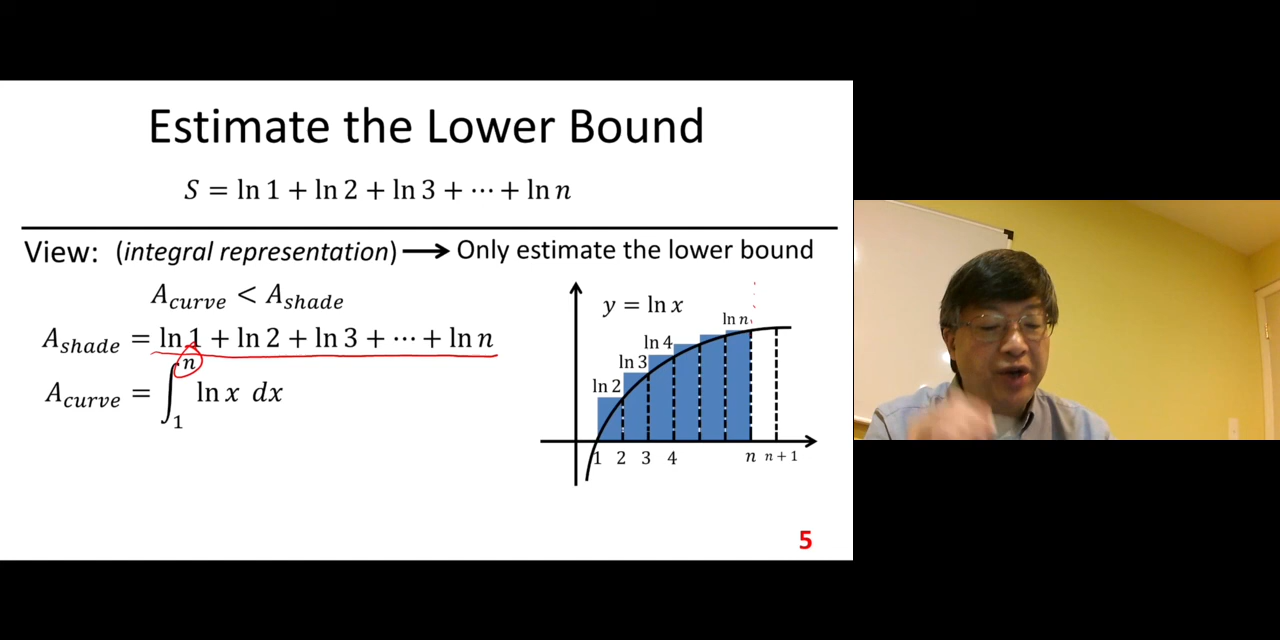 Estimate the Lower Bound
S = ln 1 + ln 2 + ln 3 + ⋯ + ln n
View: (integral representation) → Only estimate the lower bound
A_curve < A_shade
A_shade = ln 1 + ln 2 + ln 3 + ⋯ + ln n
A_curve = ∫_1^n ln x dx
y = ln x
ln n
ln 4
ln 3
ln 2
1 2 3 4 n n + 1
5